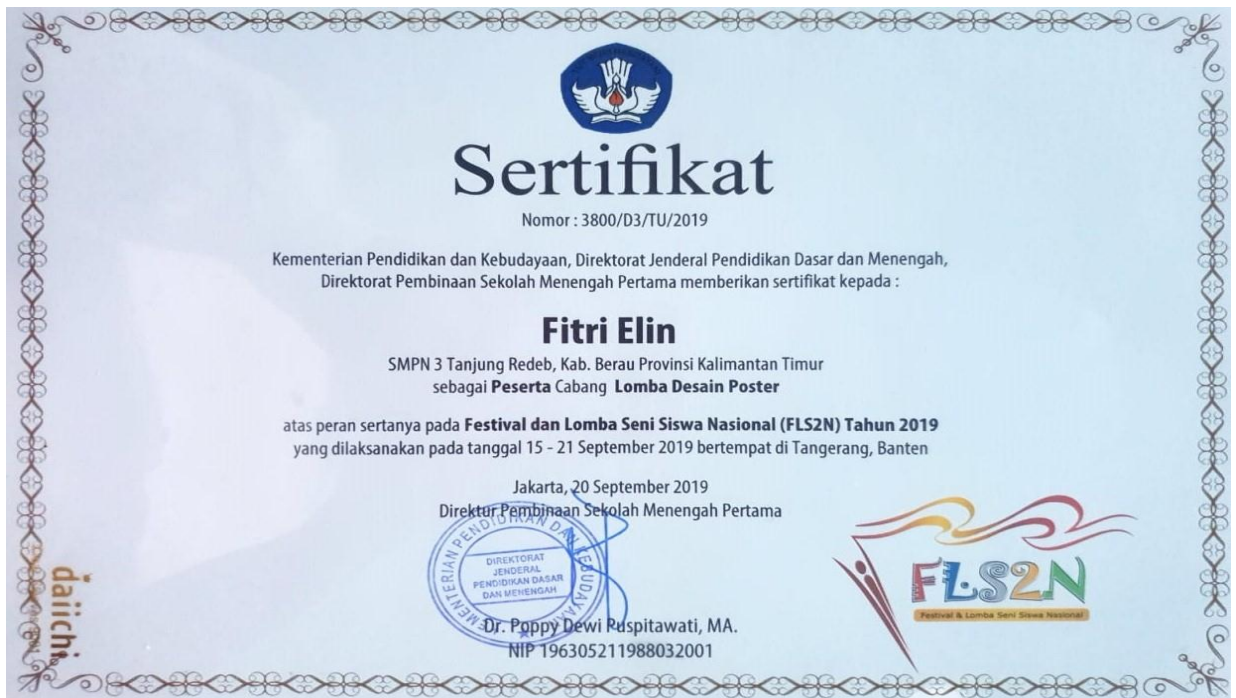 Sertifikat
Nomor : 3800/D3/TU/2019
Kementerian Pendidikan dan Kebudayaan, Direktorat Jenderal Pendidikan Dasar dan Menengah,
Direktorat Pembinaan Sekolah Menengah Pertama memberikan sertifikat kepada :
Fitri Elin
SMPN 3 Tanjung Redeb, Kab. Berau Provinsi Kalimantan Timur
sebagai Peserta Cabang Lomba Desain Poster
atas peran sertanya pada Festival dan Lomba Seni Siswa Nasional (FLS2N) Tahun 2019
yang dilaksanakan pada tanggal 15 - 21 September 2019 bertempat di Tangerang, Banten
Jakarta, 20 September 2019
Direktur Pembinaan Sekolah Menengah Pertama
KEMENTERIAN PENDIDIKAN DAN KEBUDAYAAN
DIREKTORAT
JENDERAL
PENDIDIKAN DASAR
DAN MENENGAH
Dr. Poppy Dewi Puspitawati, MA.
NIP 196305211988032001
FLS2N
Festival & Lomba Seni Siswa Nasional
daiichi